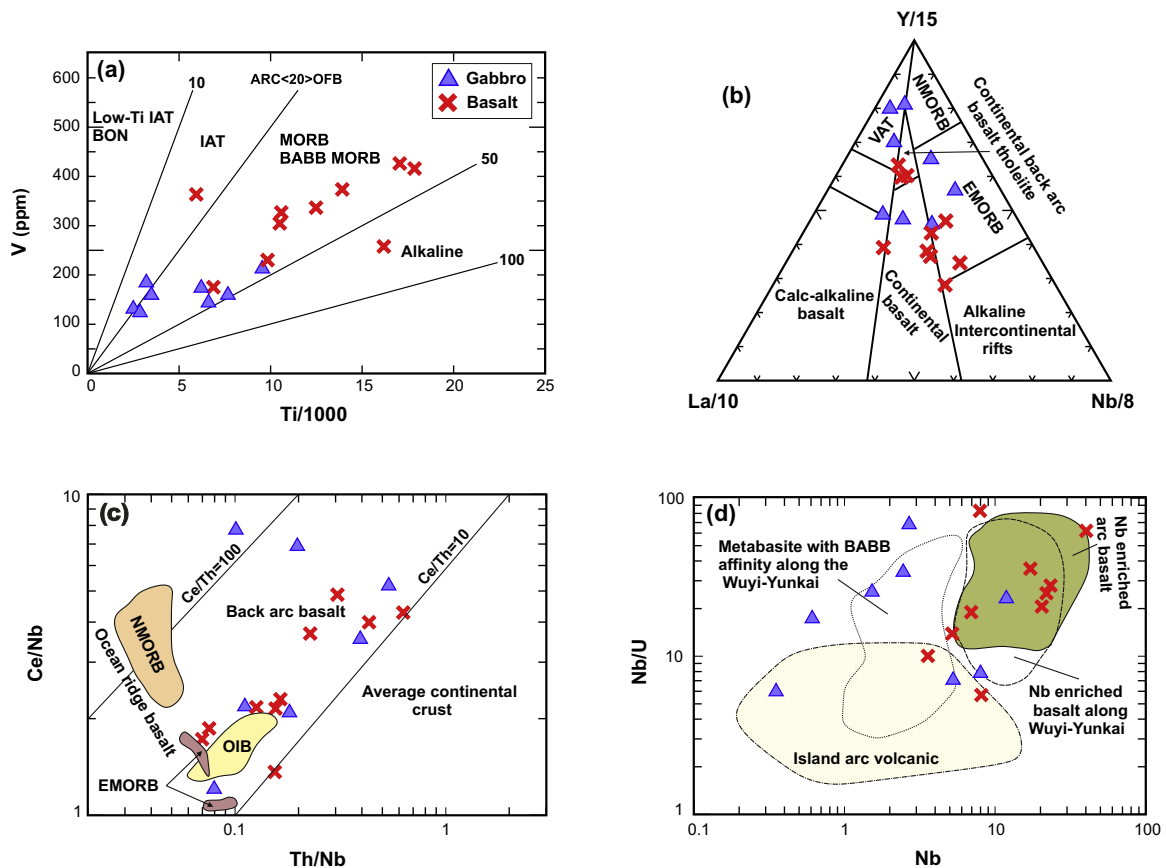 (a)
600
500
400
300
200
100
0
V (ppm)
0
5
10
15
20
25
Ti/1000
10
ARC<20>OFB
Low-Ti IAT
BON
IAT
MORB
BABB MORB
50
Alkaline
100
Gabbro
Basalt
(b)
Y/15
La/10
Nb/8
VAT
NMORB
Continental back arc
basalt tholeiite
EMORB
Calc-alkaline
basalt
Continental
basalt
Alkaline
Intercontinental
rifts
(c)
10
1
Ce/Nb
0.1
1
Th/Nb
Ce/Th=100
Ce/Th=10
Back arc basalt
NMORB
Ocean ridge basalt
OIB
EMORB
Average continental
crust
(d)
100
10
1
Nb/U
0.1
1
10
100
Nb
Metabasite with BABB
affinity along the
Wuyi-Yunkai
Nb enriched
arc basalt
Nb enriched
basalt along
Wuyi-Yunkai
Island arc volcanic